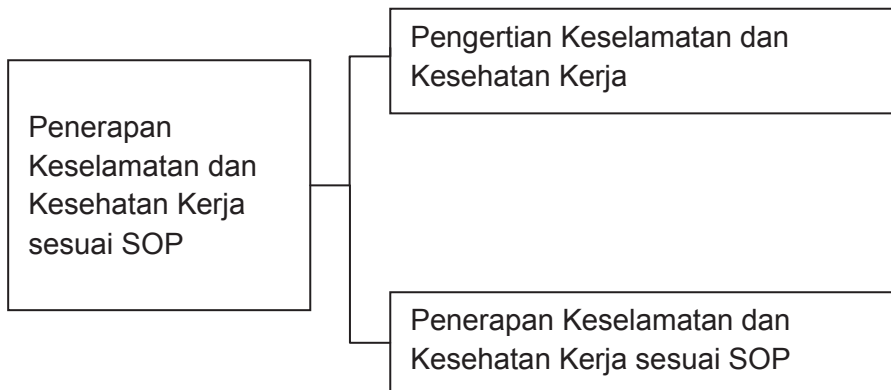 Pengertian Keselamatan dan
Kesehatan Kerja
Penerapan
Keselamatan dan
Kesehatan Kerja
sesuai SOP
Penerapan Keselamatan dan
Kesehatan Kerja sesuai SOP